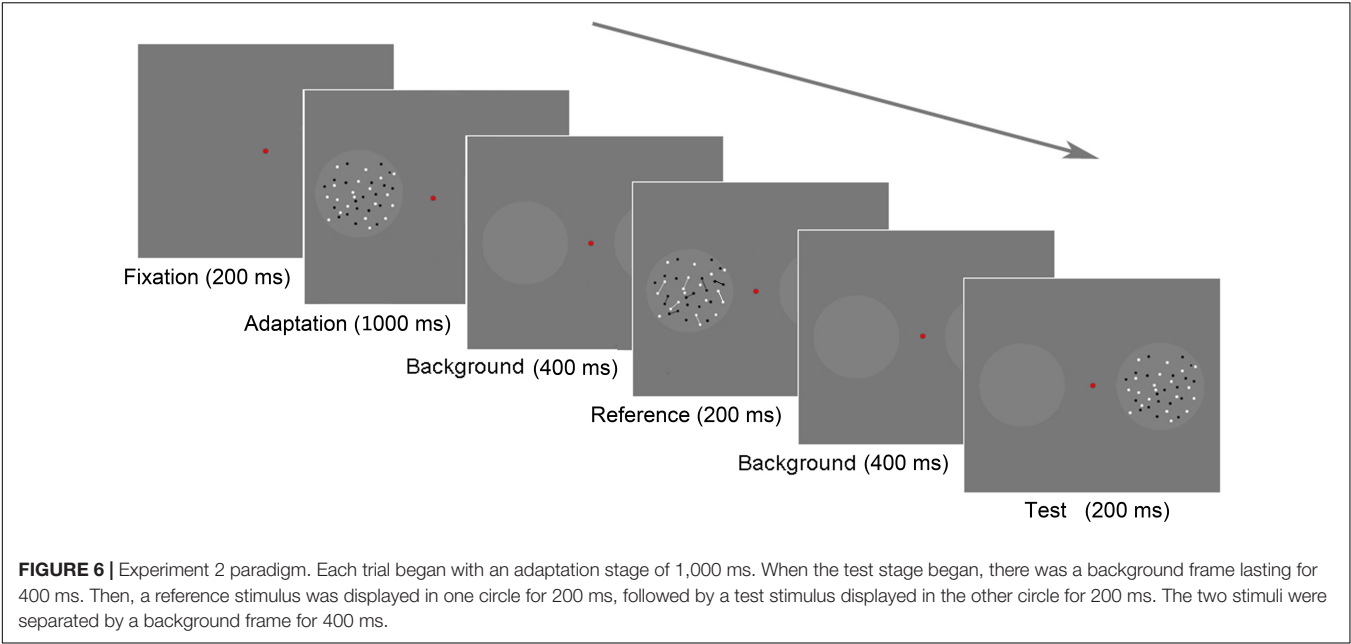 Fixation (200 ms)
Adaptation (1000 ms)
Background (400 ms)
Reference (200 ms)
Background (400 ms)
Test (200 ms)
FIGURE 6 | Experiment 2 paradigm. Each trial began with an adaptation stage of 1,000 ms. When the test stage began, there was a background frame lasting for
400 ms. Then, a reference stimulus was displayed in one circle for 200 ms, followed by a test stimulus displayed in the other circle for 200 ms. The two stimuli were
separated by a background frame for 400 ms.